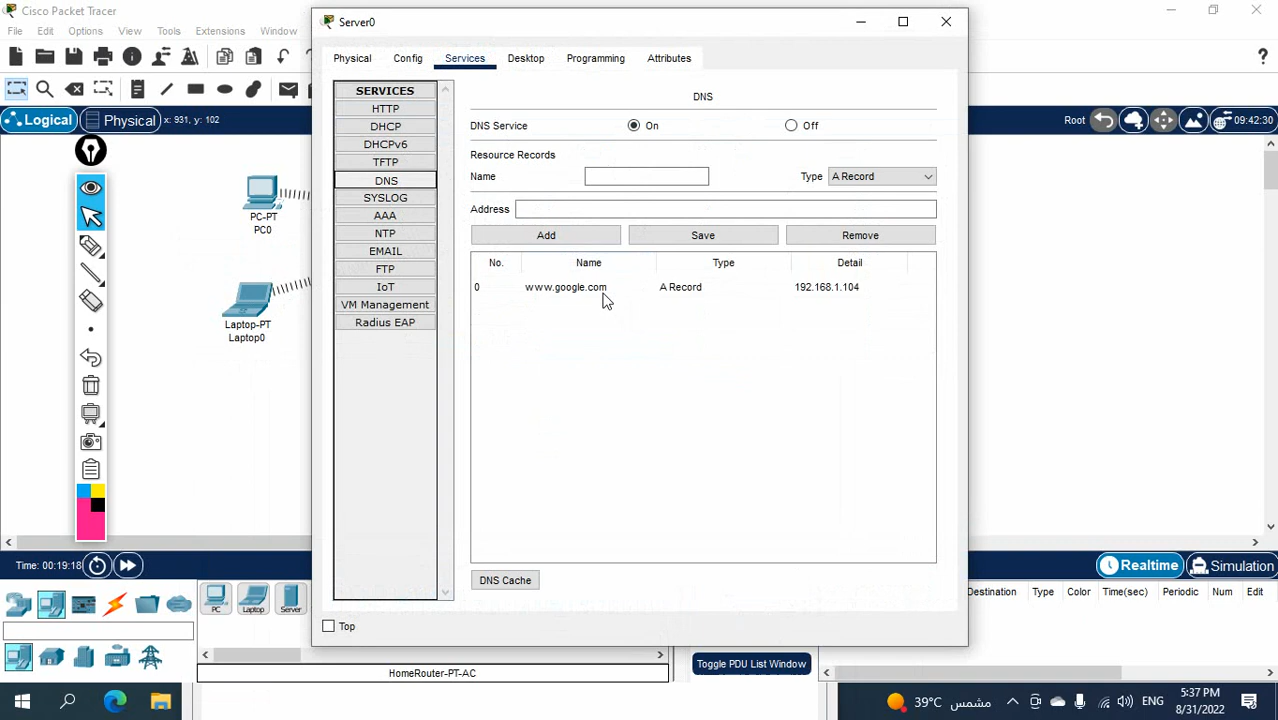 Cisco Packet Tracer
File Edit Options View Tools Extensions Window
Logical
Physical x: 931, y: 102
PC-PT
PC0
Laptop-PT
Laptop0
Time: 00:19:18
PC
Laptop
Server
Server0
Physical Config Services Desktop Programming Attributes
SERVICES
HTTP
DHCP
DHCPv6
TFTP
DNS
SYSLOG
AAA
NTP
EMAIL
FTP
IoT
VM Management
Radius EAP
DNS
DNS Service On Off
Resource Records
Name Type A Record
Address
Add Save Remove
No. Name Type Detail
0 www.google.com A Record 192.168.1.104
DNS Cache
Top
Root 09:42:30
Realtime Simulation
Destination Type Color Time(sec) Periodic Num Edit
HomeRouter-PT-AC
Toggle PDU List Window
39°C مشمس
ENG
5:37 PM
8/31/2022